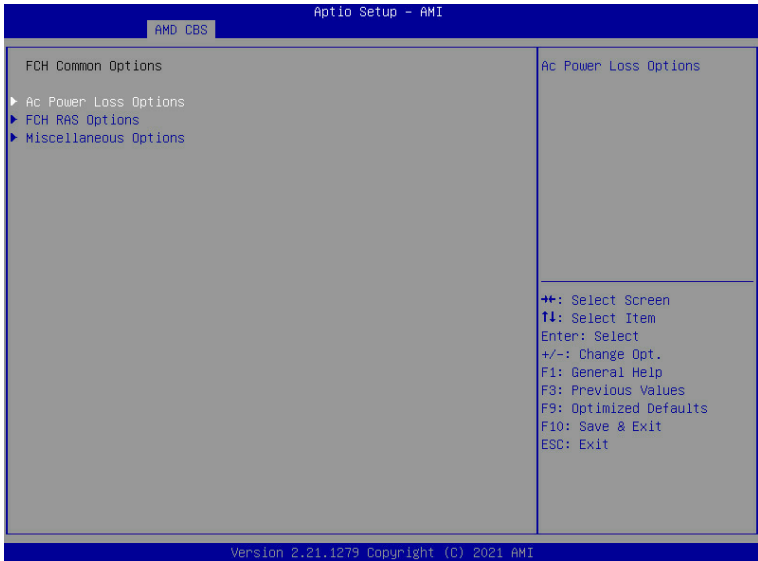 Aptio Setup – AMI
AMD CBS
FCH Common Options
Ac Power Loss Options
FCH RAS Options
Miscellaneous Options
Ac Power Loss Options
→←: Select Screen
↑↓: Select Item
Enter: Select
+/-: Change Opt.
F1: General Help
F3: Previous Values
F9: Optimized Defaults
F10: Save & Exit
ESC: Exit
Version 2.21.1279 Copyright (C) 2021 AMI